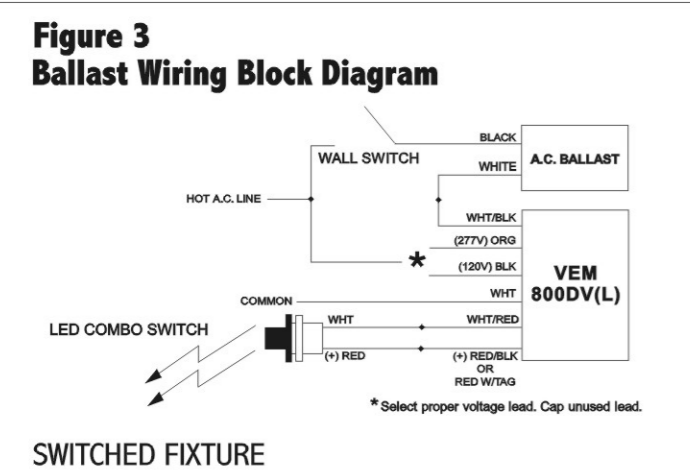 Figure 3
Ballast Wiring Block Diagram
BLACK
WALL SWITCH
A.C. BALLAST
WHITE
HOT A.C. LINE
WHT/BLK
(277V) ORG
*
(120V) BLK
VEM
800DV(L)
WHT
COMMON
LED COMBO SWITCH
WHT
WHT/RED
(+) RED
(+) RED/BLK
OR
RED W/TAG
* Select proper voltage lead. Cap unused lead.
SWITCHED FIXTURE